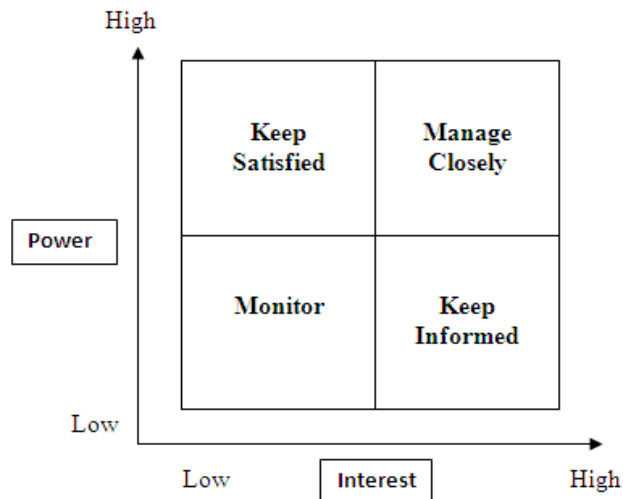 High
Keep
Satisfied
Manage
Closely
Power
Monitor
Keep
Informed
Low
Low
Interest
High